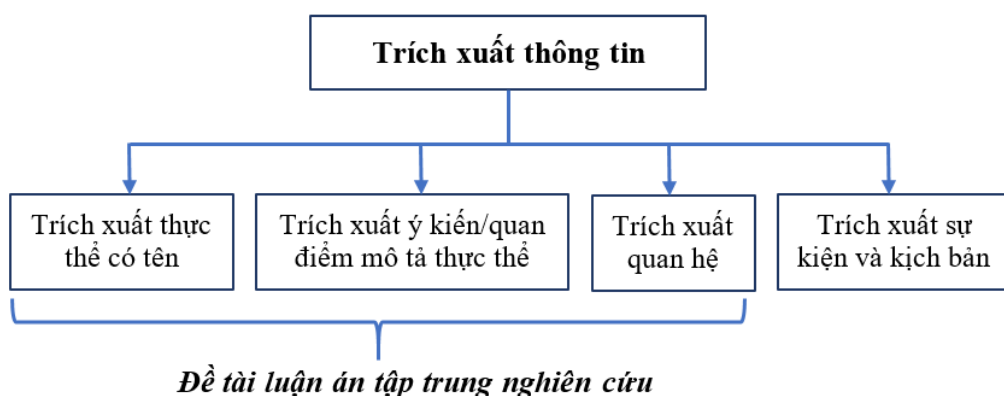 Trích xuất thông tin
Trích xuất thực
thể có tên
Trích xuất ý kiến/quan
điểm mô tả thực thể
Trích xuất
quan hệ
Trích xuất sự
kiện và kịch bản
Đề tài luận án tập trung nghiên cứu